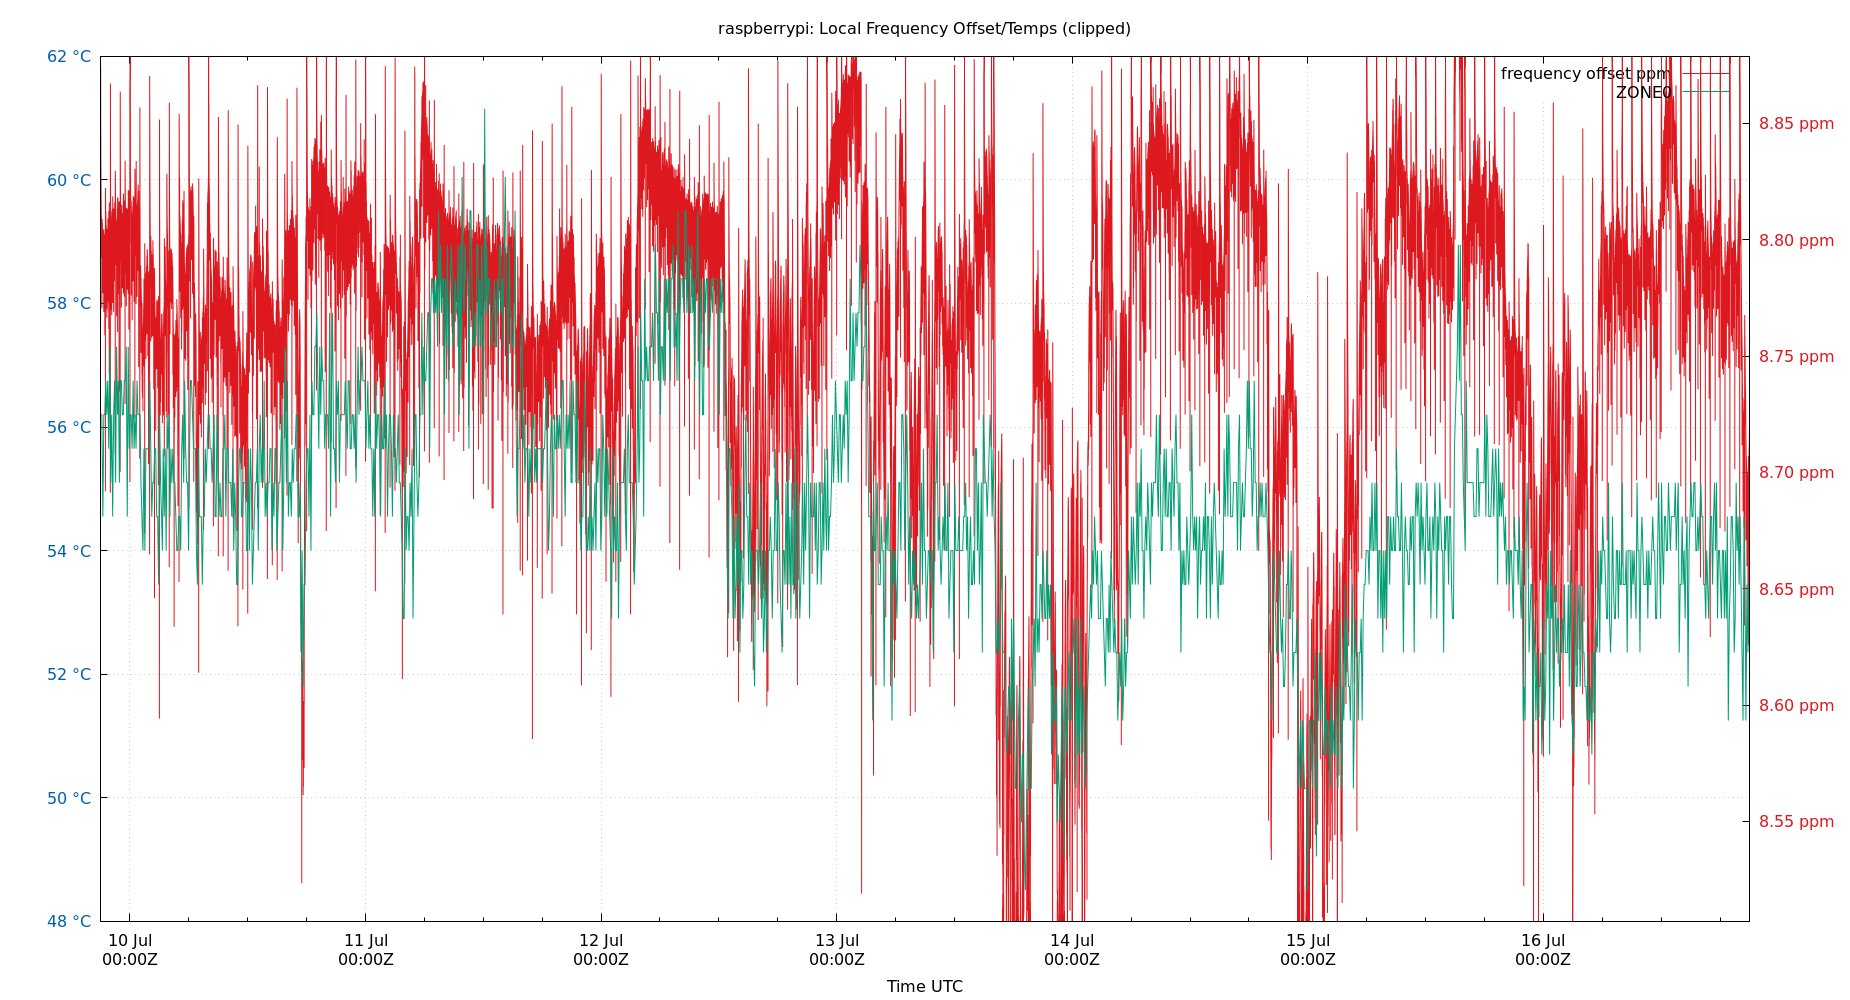 raspberrypi: Local Frequency Offset/Temps (clipped)
62 °C
60 °C
58 °C
56 °C
54 °C
52 °C
50 °C
48 °C
frequency offset ppm
ZONE0
8.85 ppm
8.80 ppm
8.75 ppm
8.70 ppm
8.65 ppm
8.60 ppm
8.55 ppm
10 Jul 11 Jul 12 Jul 13 Jul 14 Jul 15 Jul 16 Jul
00:00Z 00:00Z 00:00Z 00:00Z 00:00Z 00:00Z 00:00Z
Time UTC